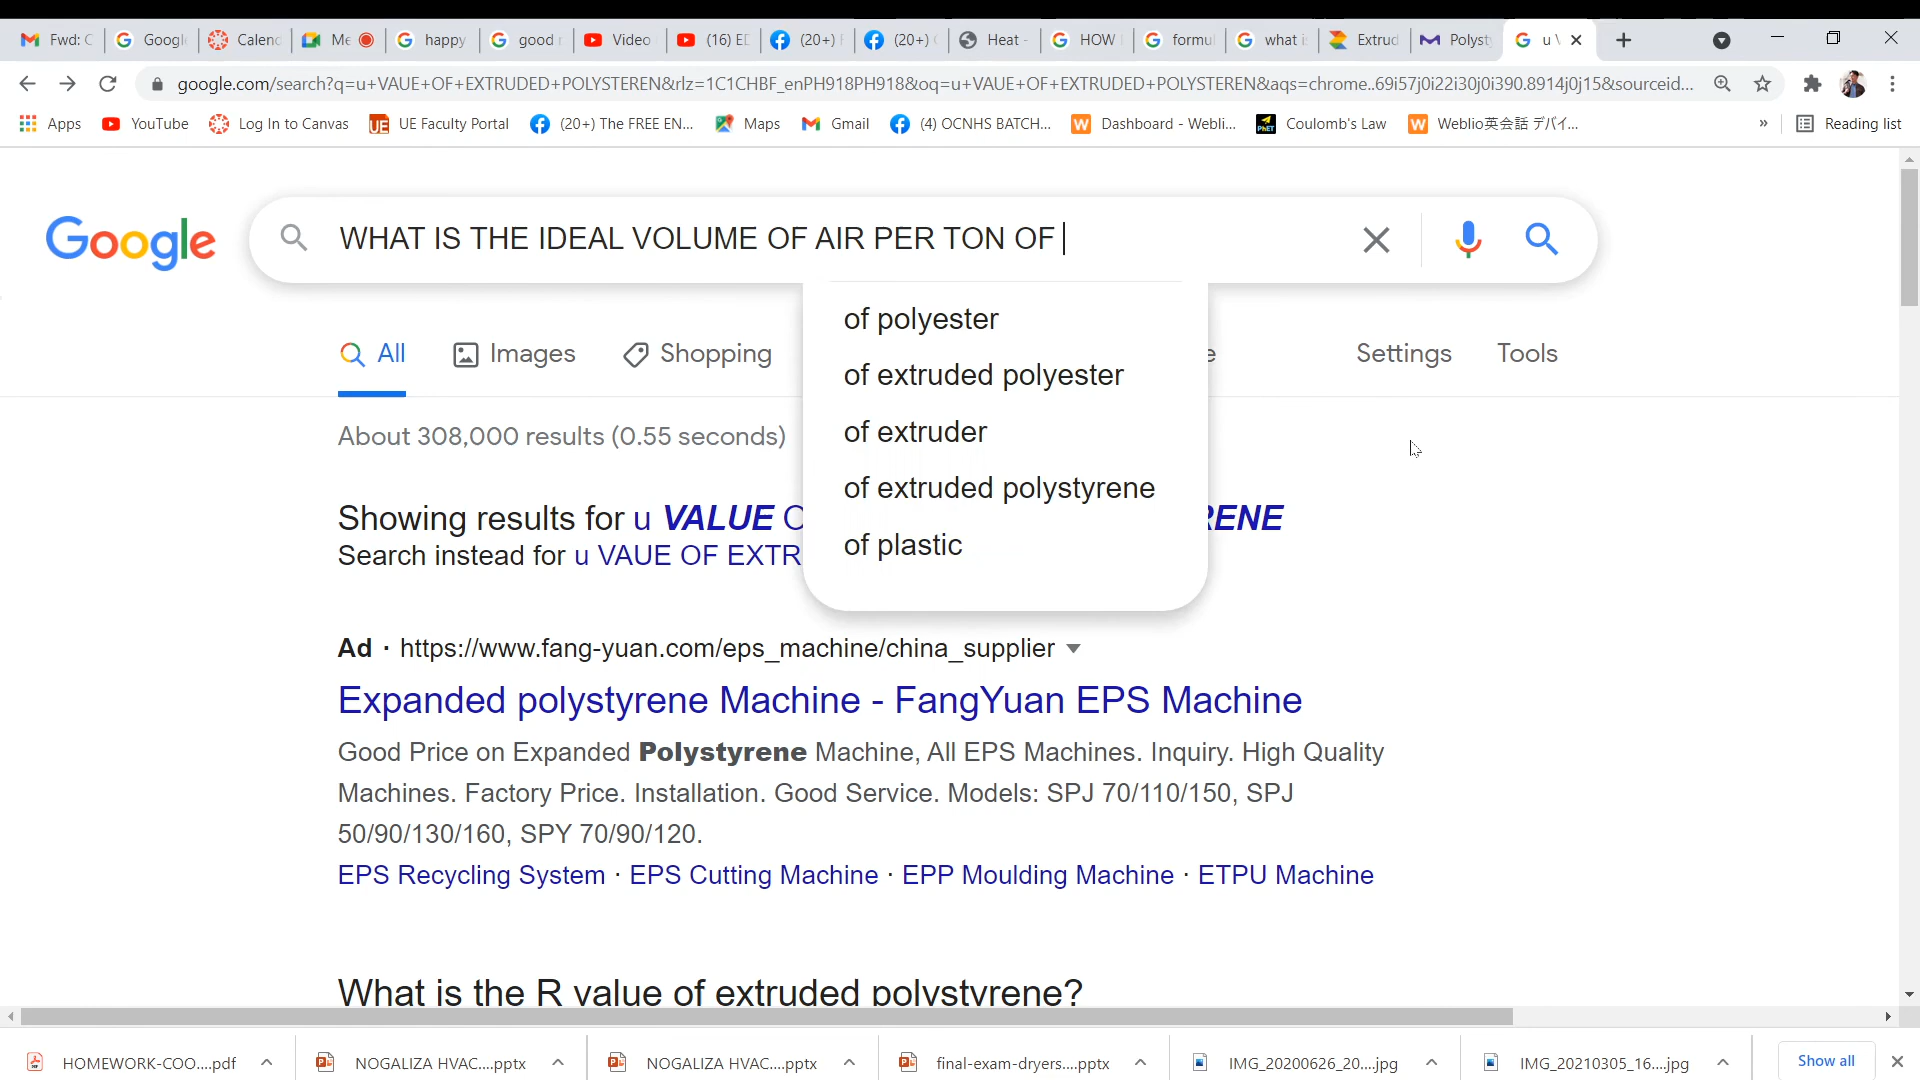 Fwd: C Google Calend Me happy good r Video (16) ED (20+) F (20+) C Heat - HOW formul what is Extrud Polyst u V
google.com/search?q=u+VAUE+OF+EXTRUDED+POLYSTEREN&rlz=1C1CHBF_enPH918PH918&oq=u+VAUE+OF+EXTRUDED+POLYSTEREN&aqs=chrome..69i57j0i22i30j0i390.8914j0j15&sourceid...
Apps YouTube Log In to Canvas UE Faculty Portal (20+) The FREE EN... Maps Gmail (4) OCNHS BATCH... Dashboard - Webli... Coulomb's Law Weblio英会話 デバイ... » Reading list
Google WHAT IS THE IDEAL VOLUME OF AIR PER TON OF
of polyester
of extruded polyester
of extruder
of extruded polystyrene
of plastic
All Images Shopping e Settings Tools
About 308,000 results (0.55 seconds)
Showing results for u VALUE O RENE
Search instead for u VAUE OF EXTR
Ad · https://www.fang-yuan.com/eps_machine/china_supplier
Expanded polystyrene Machine - FangYuan EPS Machine
Good Price on Expanded Polystyrene Machine, All EPS Machines. Inquiry. High Quality
Machines. Factory Price. Installation. Good Service. Models: SPJ 70/110/150, SPJ
50/90/130/160, SPY 70/90/120.
EPS Recycling System · EPS Cutting Machine · EPP Moulding Machine · ETPU Machine
What is the R value of extruded polystyrene?
HOMEWORK-COO....pdf NOGALIZA HVAC....pptx NOGALIZA HVAC....pptx final-exam-dryers....pptx IMG_20200626_20....jpg IMG_20210305_16....jpg Show all